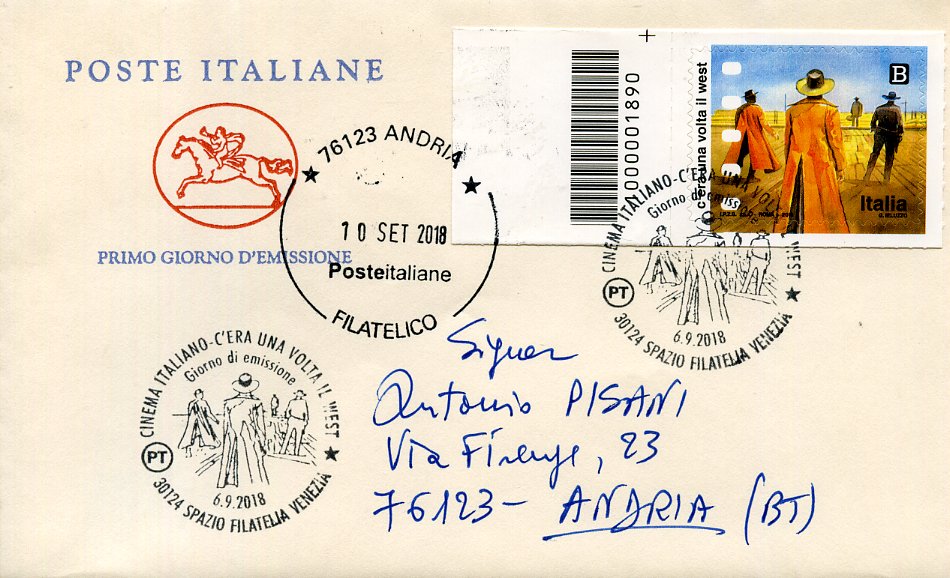 POSTE ITALIANE
PRIMO GIORNO D'EMISSIONE
76123 ANDRIA
10 SET 2018
Posteitaliane
FILATELICO
1000001890
c'era una volta il west
B
Italia
G. BELUZZO
CINEMA ITALIANO-C'ERA UNA VOLTA IL WEST
Giorno di emissione
PT
6.9.2018
30124 SPAZIO FILATELIA VENEZIA
CINEMA ITALIANO-C'ERA UNA VOLTA IL WEST
Giorno di emissione
PT
6.9.2018
30124 SPAZIO FILATELIA VENEZIA
Signor
Antonio PISANI
Via Firenze, 23
76123- ANDRIA (BT)